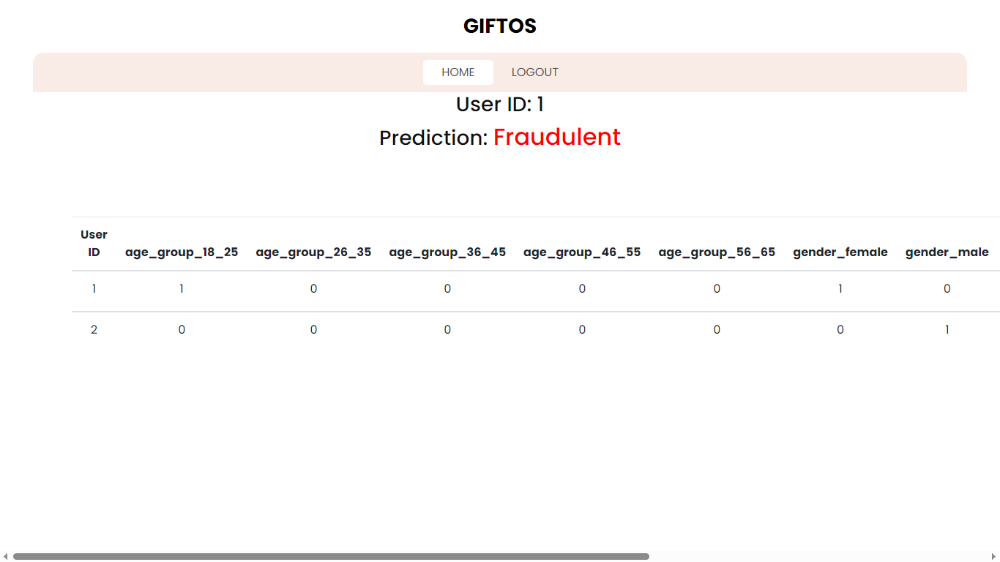 GIFTOS
HOME LOGOUT
User ID: 1
Prediction: Fraudulent
User ID age_group_18_25 age_group_26_35 age_group_36_45 age_group_46_55 age_group_56_65 gender_female gender_male
1 1 0 0 0 0 1 0
2 0 0 0 0 0 0 1